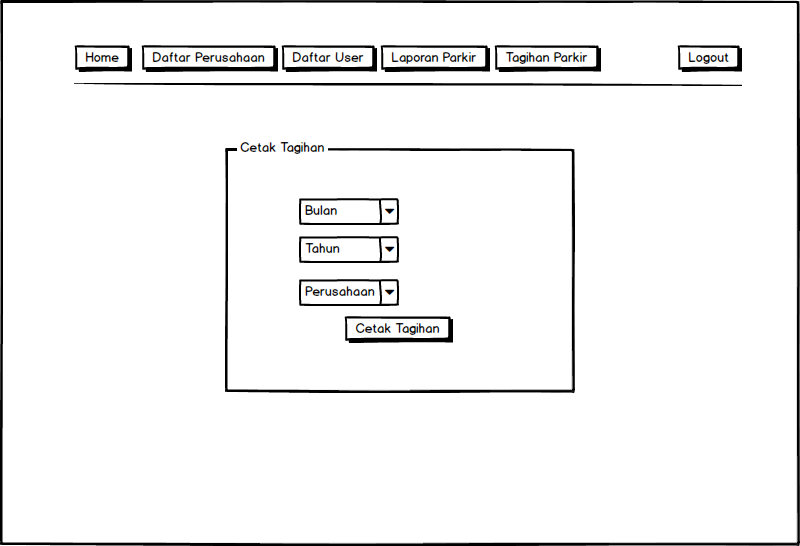 Home Daftar Perusahaan Daftar User Laporan Parkir Tagihan Parkir Logout
Cetak Tagihan
Bulan
Tahun
Perusahaan
Cetak Tagihan